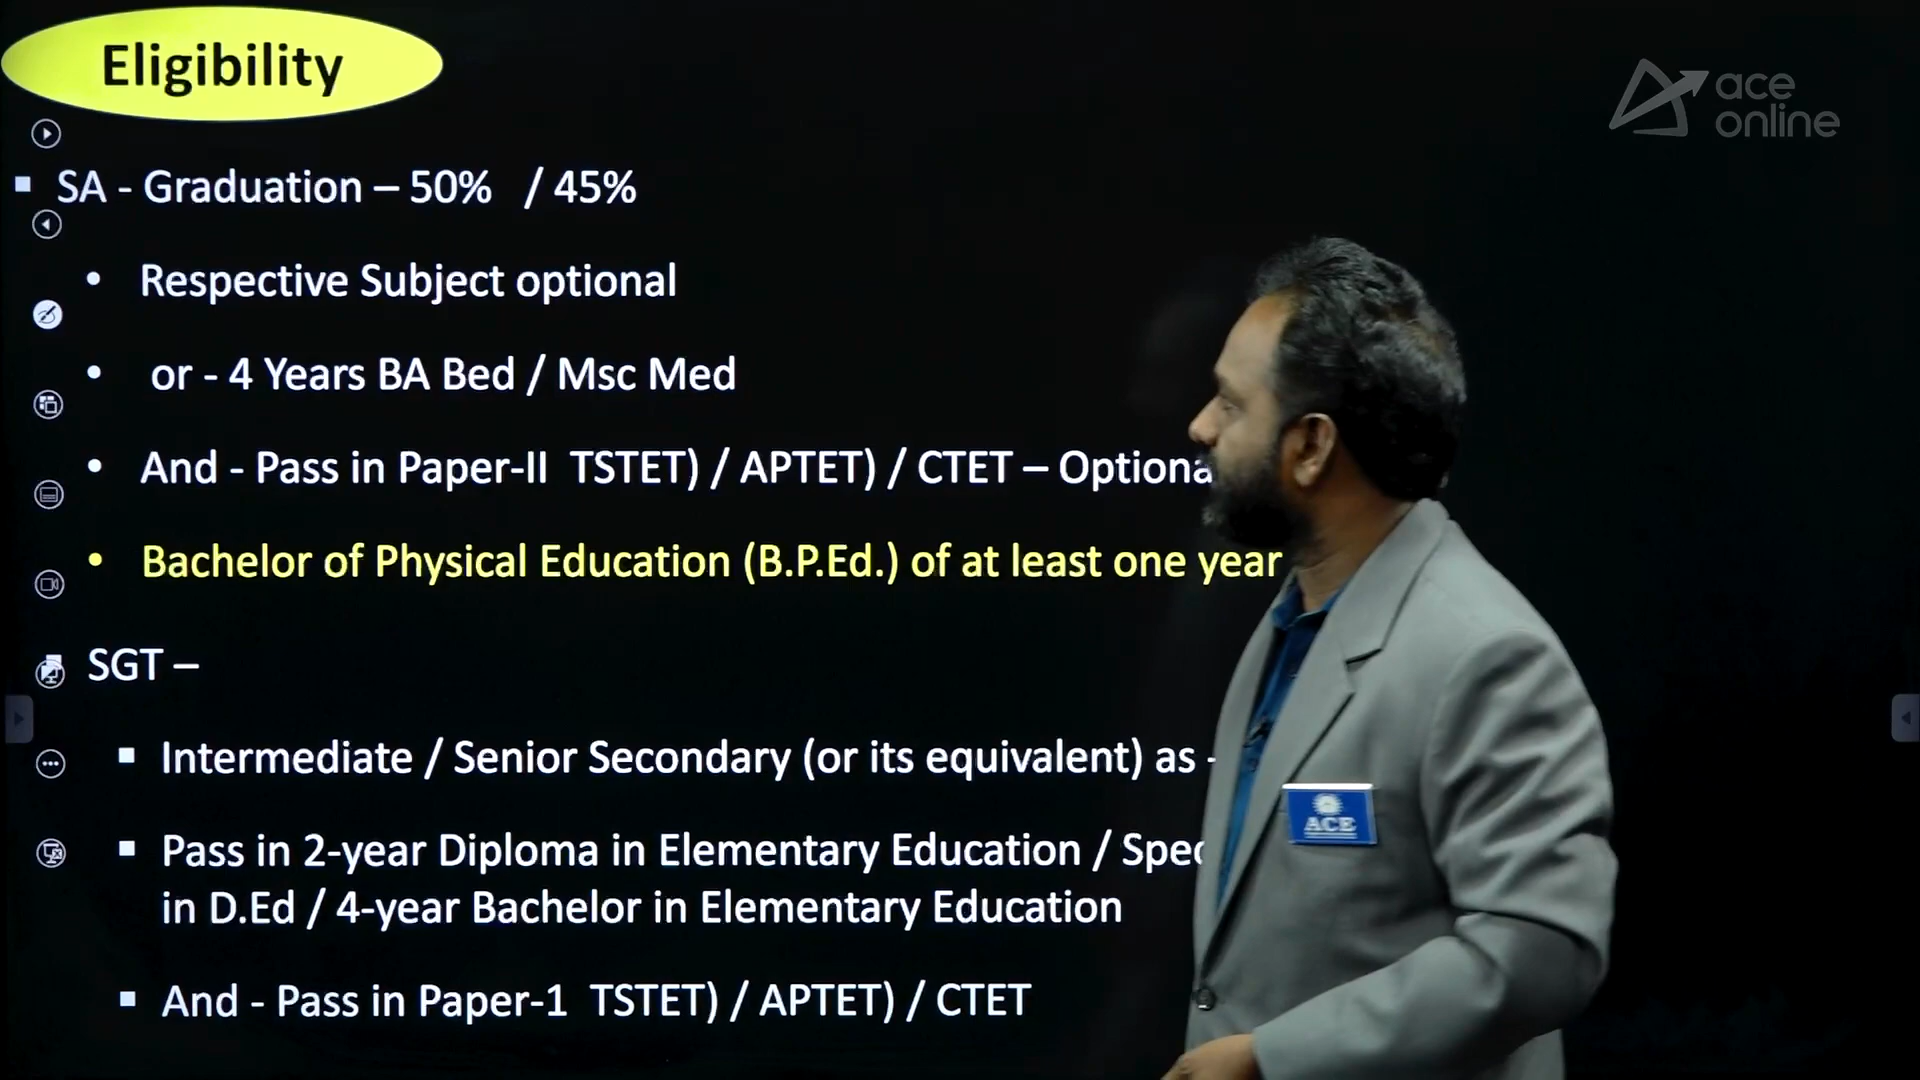 Eligibility
ace
online
SA - Graduation – 50% / 45%
Respective Subject optional
or - 4 Years BA Bed / Msc Med
And - Pass in Paper-II TSTET) / APTET) / CTET –
Bachelor of Physical Education (B.P.Ed.) of at least one year
SGT –
Intermediate / Senior Secondary (or its equivalent) as -
Pass in 2-year Diploma in Elementary Education /
in D.Ed / 4-year Bachelor in Elementary Education
And - Pass in Paper-1 TSTET) / APTET) / CTET
ACE